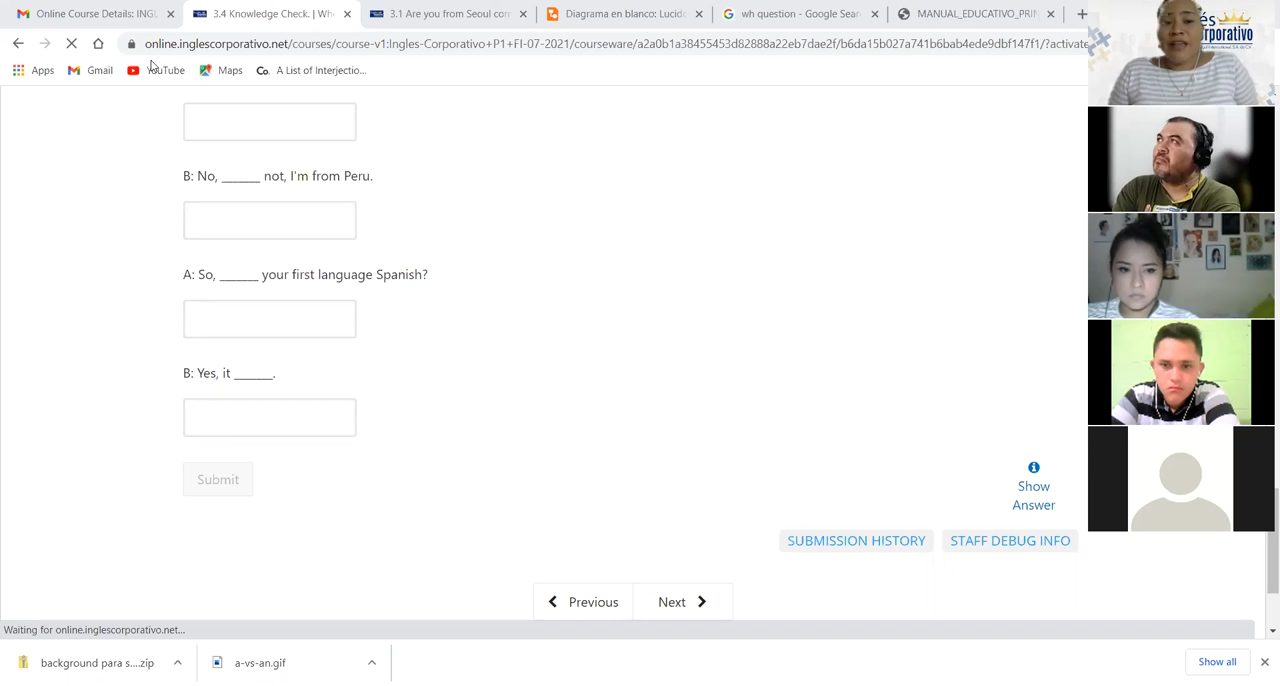 Online Course Details: INGL
3.4 Knowledge Check. | Wh
3.1 Are you from Seoul con
Diagrama en blanco: Lucid
wh question - Google Sear
MANUAL_EDUCATIVO_PRI
online.inglescorporativo.net/courses/course-v1:Ingles-Corporativo+P1+FI-07-2021/courseware/a2a0b1a38455453d82888a22eb7dae2f/b6da15b027a741b6bab4ede9dbf147f1/?activate
Apps
Gmail
YouTube
Maps
A List of Interjectio...
B: No, ______ not, I'm from Peru.
A: So, ______ your first language Spanish?
B: Yes, it ______.
Submit
Show
Answer
SUBMISSION HISTORY
STAFF DEBUG INFO
Previous
Next
Waiting for online.inglescorporativo.net...
background para s....zip
a-vs-an.gif
Show all